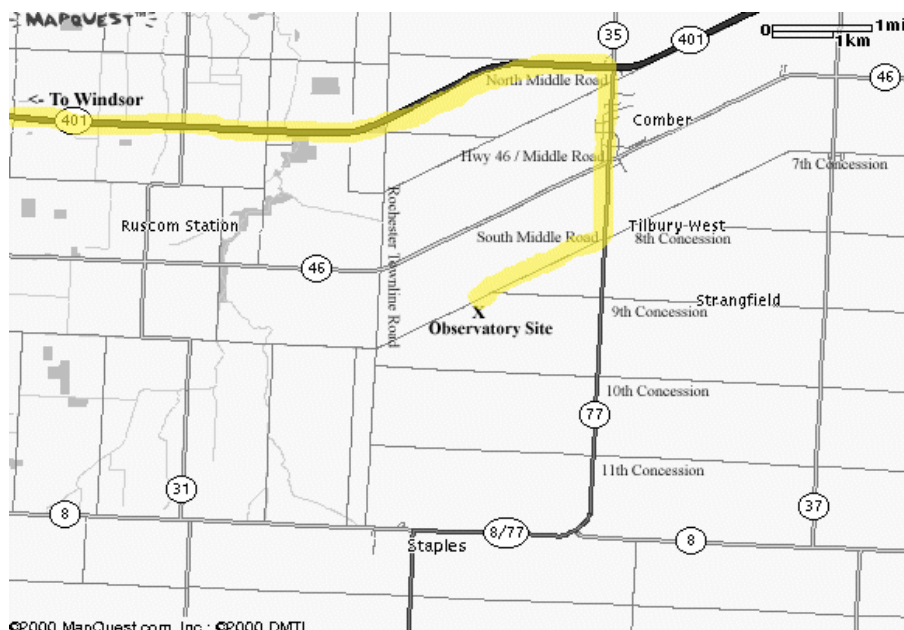 MAPQUEST™
0 1mi
1km
35
401
North Middle Road
46
<- To Windsor
401
Comber
Hwy 46 / Middle Road
7th Concession
Rochester Townline Road
Ruscom Station
Tilbury-West
South Middle Road
8th Concession
46
Strangfield
X
9th Concession
Observatory Site
10th Concession
77
11th Concession
31
37
8
8/77
8
Staples
©2000 MapQuest.com, Inc.; ©2000 DMTI